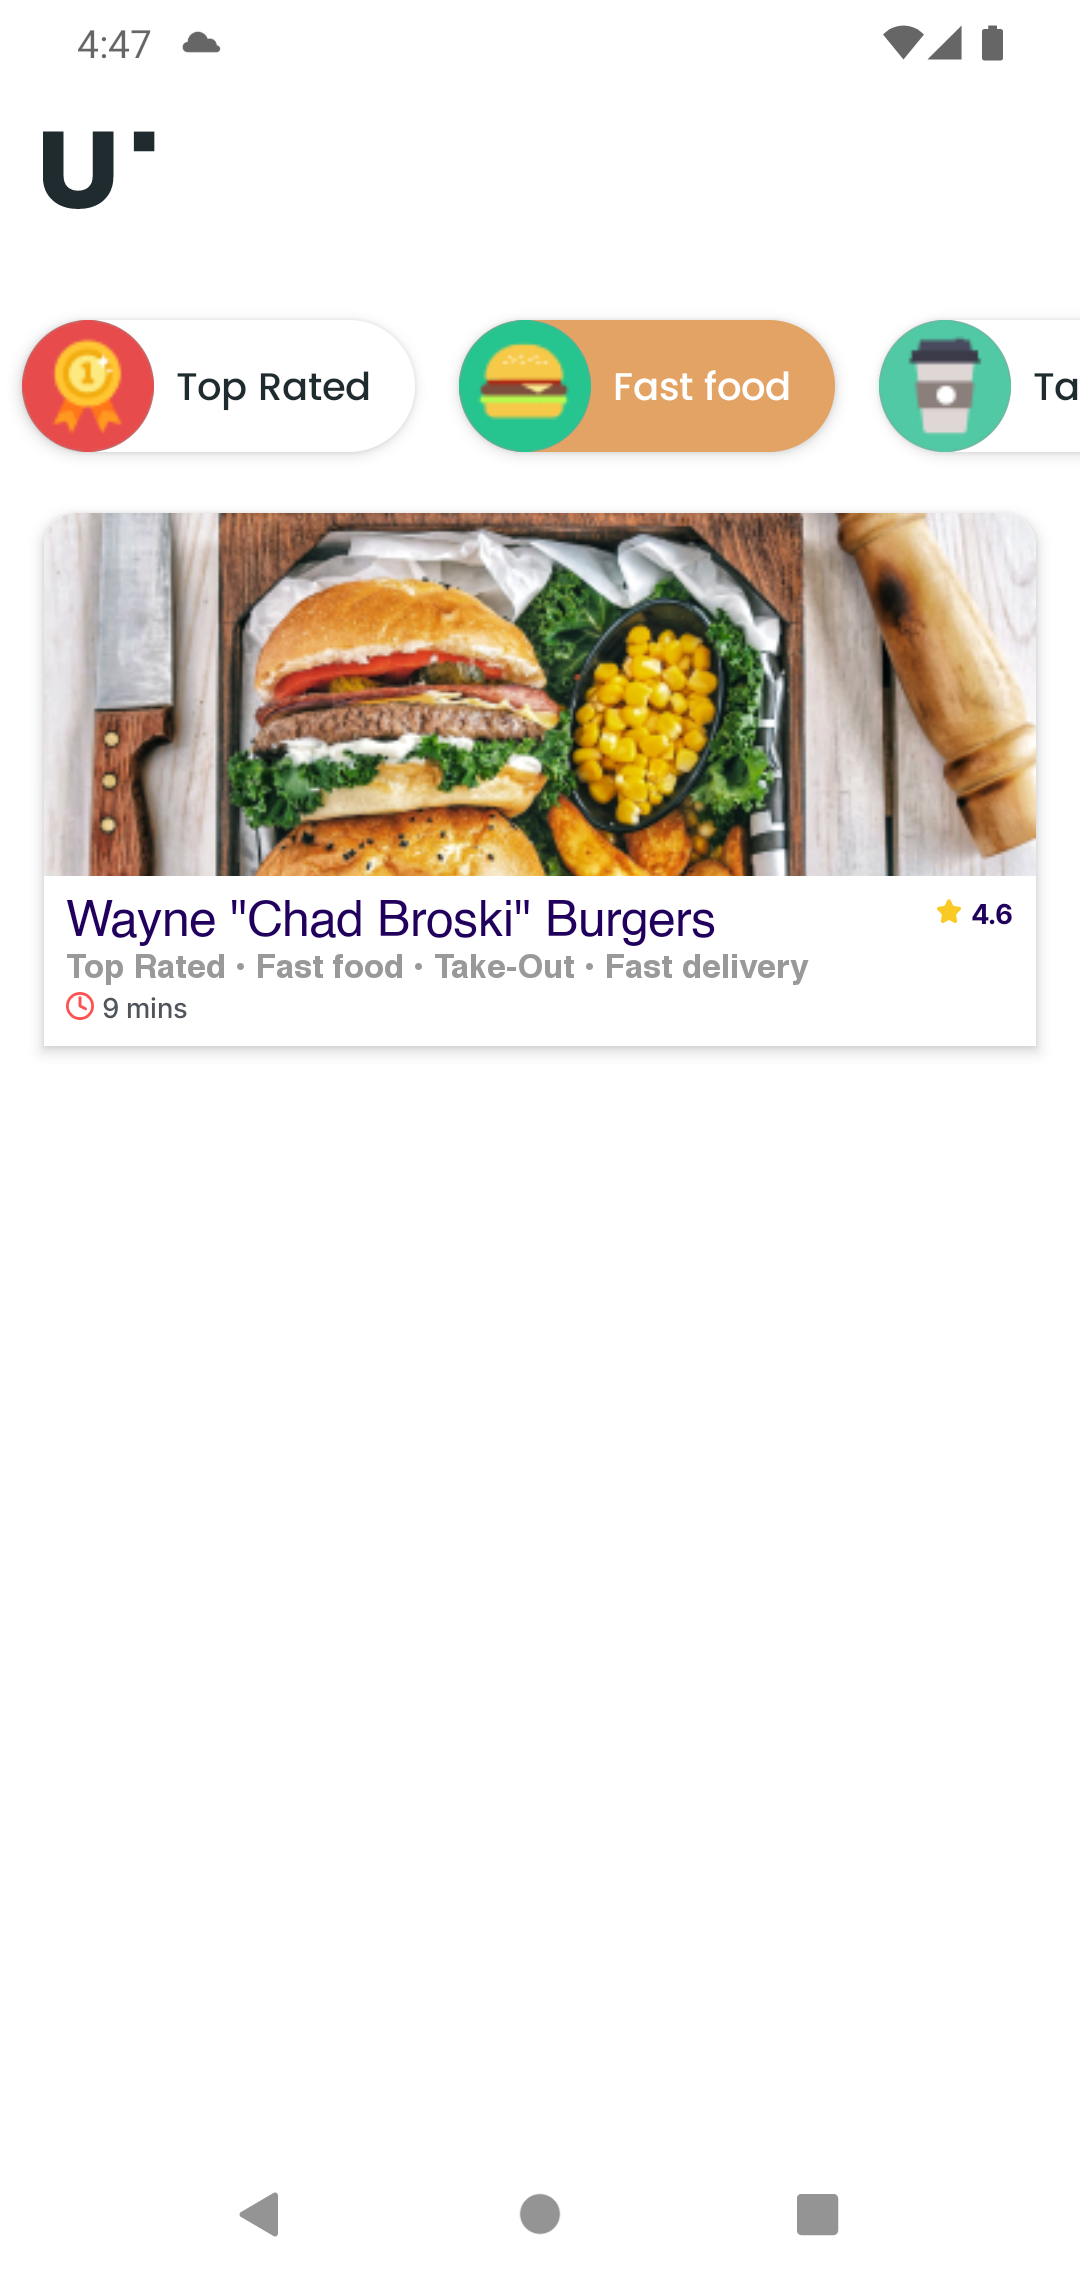 4:47
U
Top Rated
Fast food
Ta
Wayne "Chad Broski" Burgers
4.6
Top Rated • Fast food • Take-Out • Fast delivery
9 mins